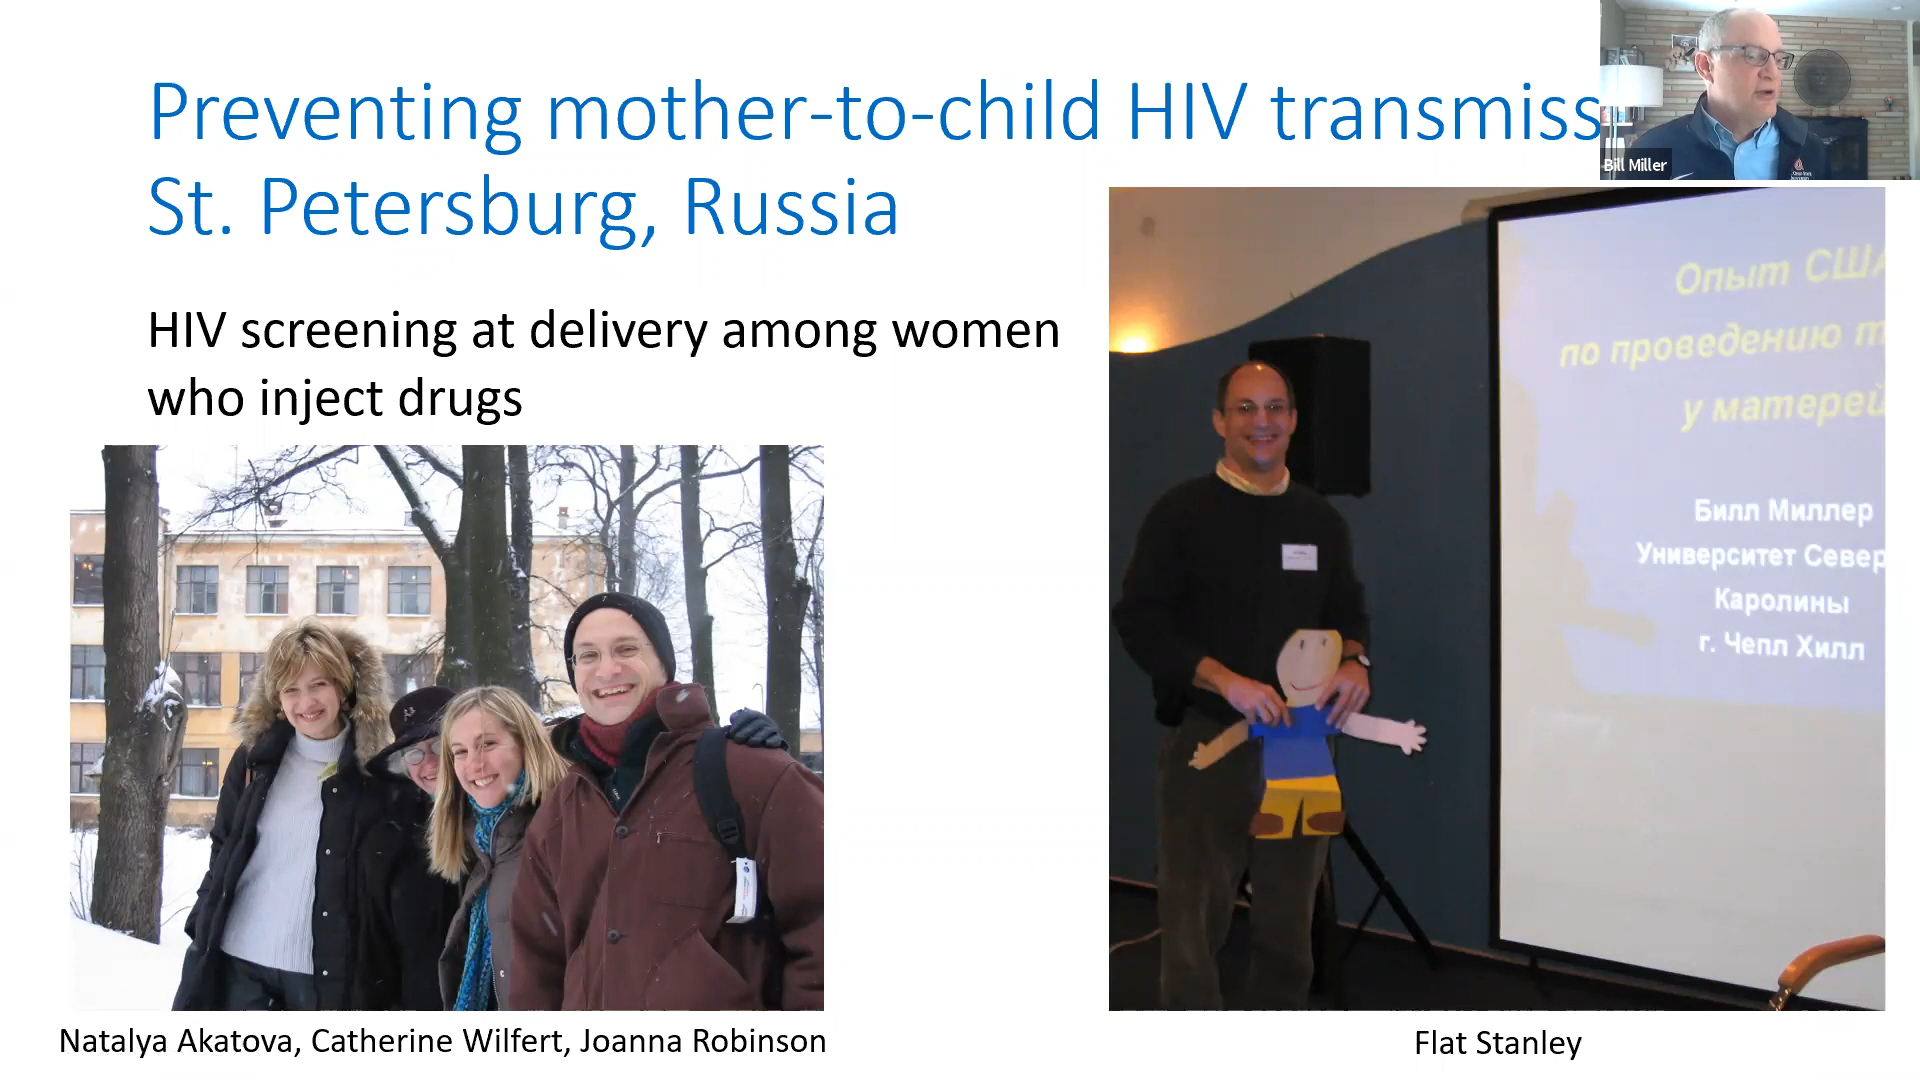 Preventing mother-to-child HIV transmiss
St. Petersburg, Russia
Bill Miller
HIV screening at delivery among women
who inject drugs
Опыт США
по проведению т
у матерей
Билл Миллер
Университет Север
Каролины
г. Чепл Хилл
Natalya Akatova, Catherine Wilfert, Joanna Robinson
Flat Stanley